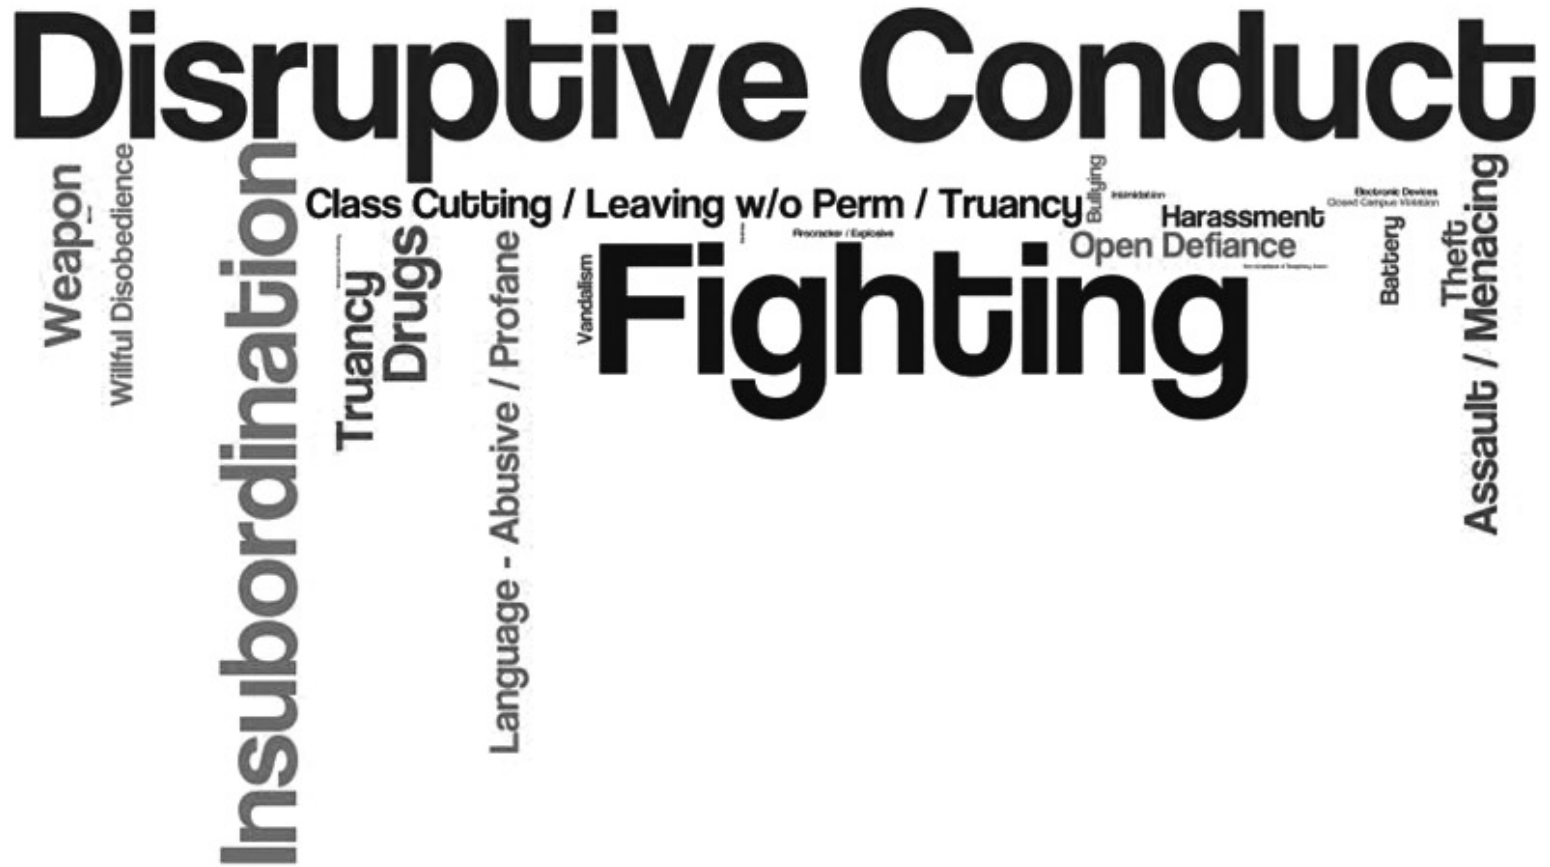 Disruptive Conduct
Weapon
Willful Disobedience
Insubordination
Class Cutting / Leaving w/o Perm / Truancy
Truancy
Drugs
Language - Abusive / Profane
Vandalism
Firecracker / Explosive
Fighting
Bullying
Intimidation
Harassment
Open Defiance
Electronic Devices
Closed Campus Violation
Battery
Theft
Assault / Menacing